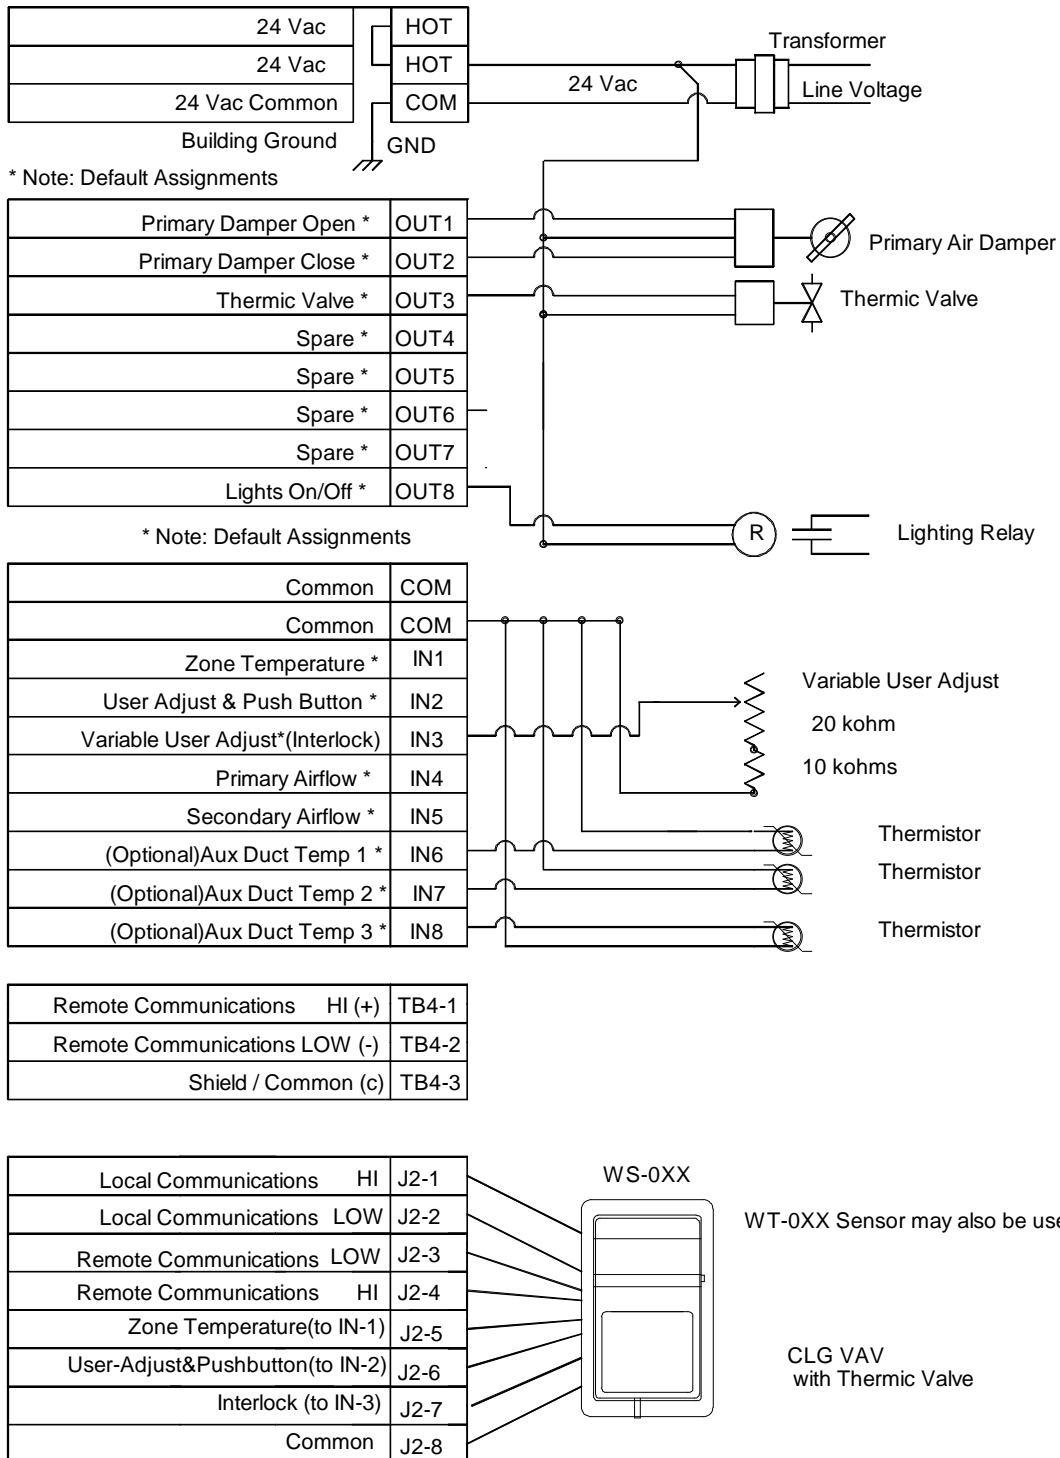 24 Vac HOT
Transformer
24 Vac HOT
24 Vac
Line Voltage
24 Vac Common COM
Building Ground GND
* Note: Default Assignments
Primary Damper Open * OUT1
Primary Air Damper
Primary Damper Close * OUT2
Thermic Valve * OUT3
Thermic Valve
Spare * OUT4
Spare * OUT5
Spare * OUT6
Spare * OUT7
Lights On/Off * OUT8
* Note: Default Assignments
R
Lighting Relay
Common COM
Common COM
Zone Temperature * IN1
Variable User Adjust
User Adjust & Push Button * IN2
20 kohm
Variable User Adjust*(Interlock) IN3
10 kohms
Primary Airflow * IN4
Secondary Airflow * IN5
Thermistor
(Optional)Aux Duct Temp 1 * IN6
Thermistor
(Optional)Aux Duct Temp 2 * IN7
(Optional)Aux Duct Temp 3 * IN8
Thermistor
Remote Communications HI (+) TB4-1
Remote Communications LOW (-) TB4-2
Shield / Common (c) TB4-3
WS-0XX
Local Communications HI J2-1
Local Communications LOW J2-2
WT-0XX Sensor may also be use
Remote Communications LOW J2-3
Remote Communications HI J2-4
Zone Temperature(to IN-1) J2-5
User-Adjust&Pushbutton(to IN-2) J2-6
CLG VAV
with Thermic Valve
Interlock (to IN-3) J2-7
Common J2-8